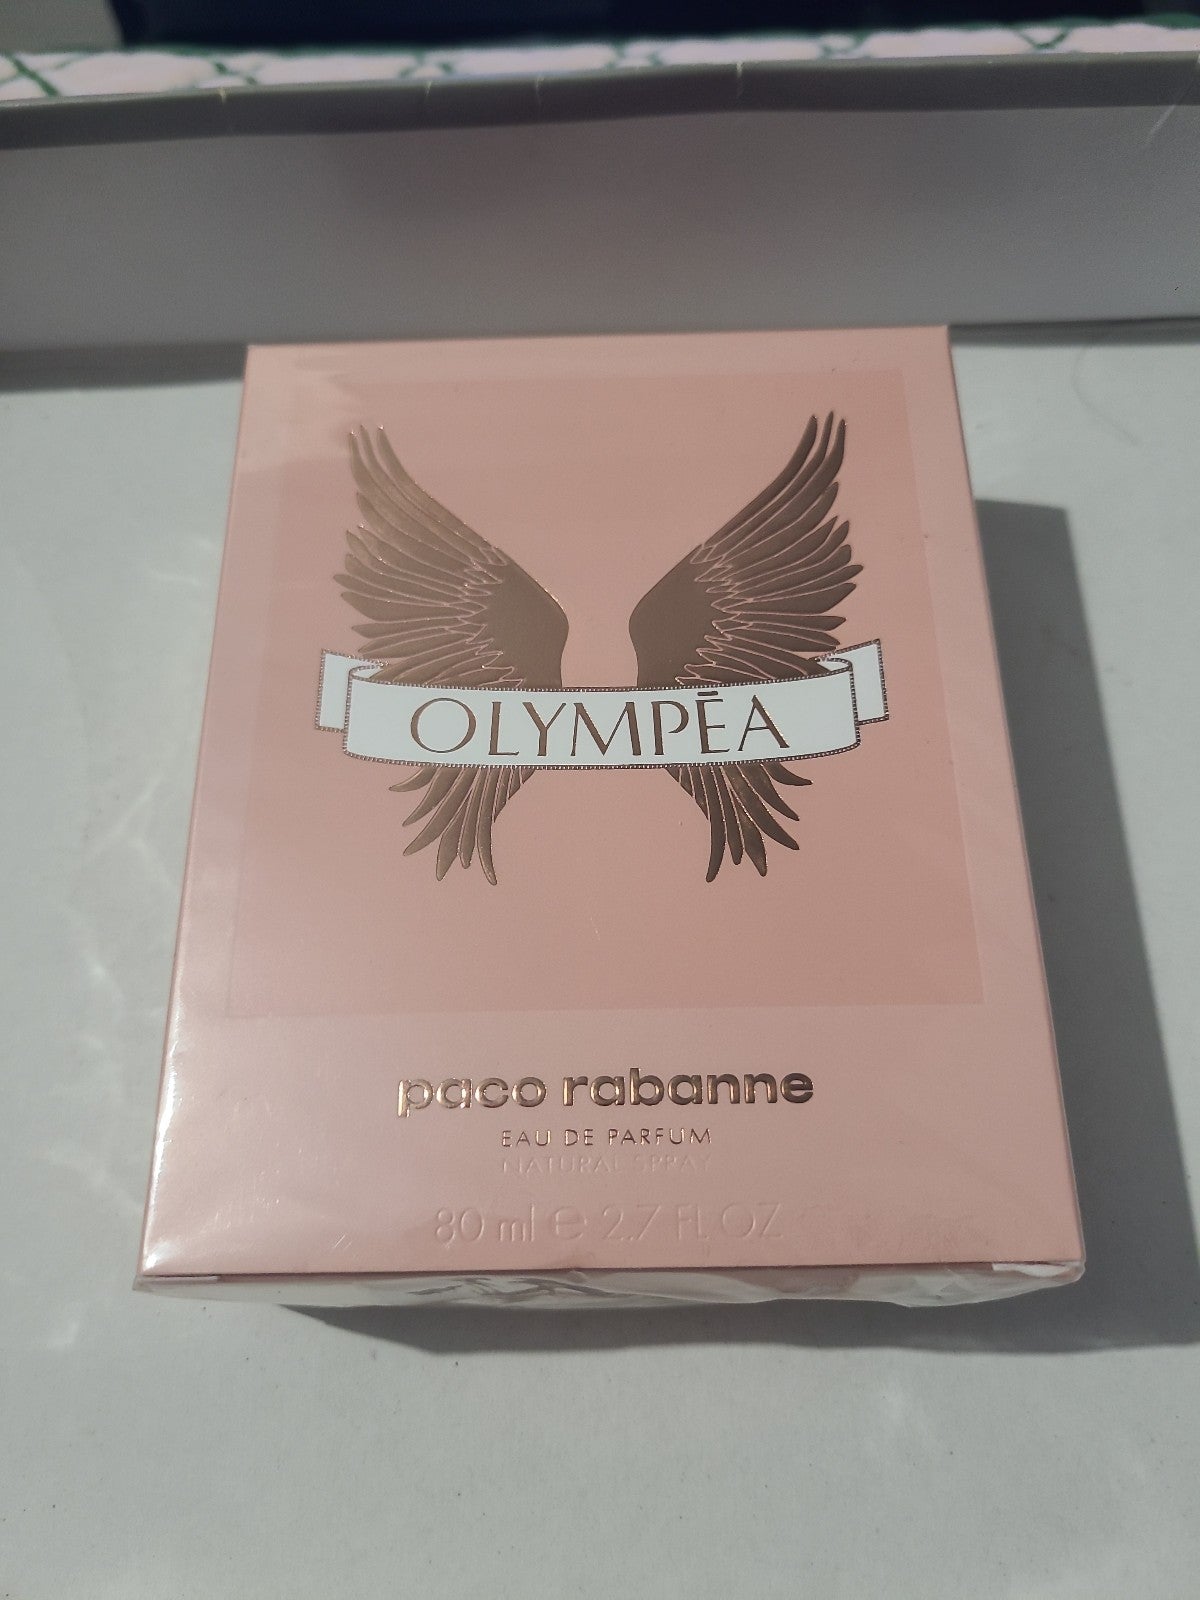 OLYMPĒA
paco rabanne
EAU DE PARFUM
NATURAL SPRAY
80 ml e 2.7 FL OZ